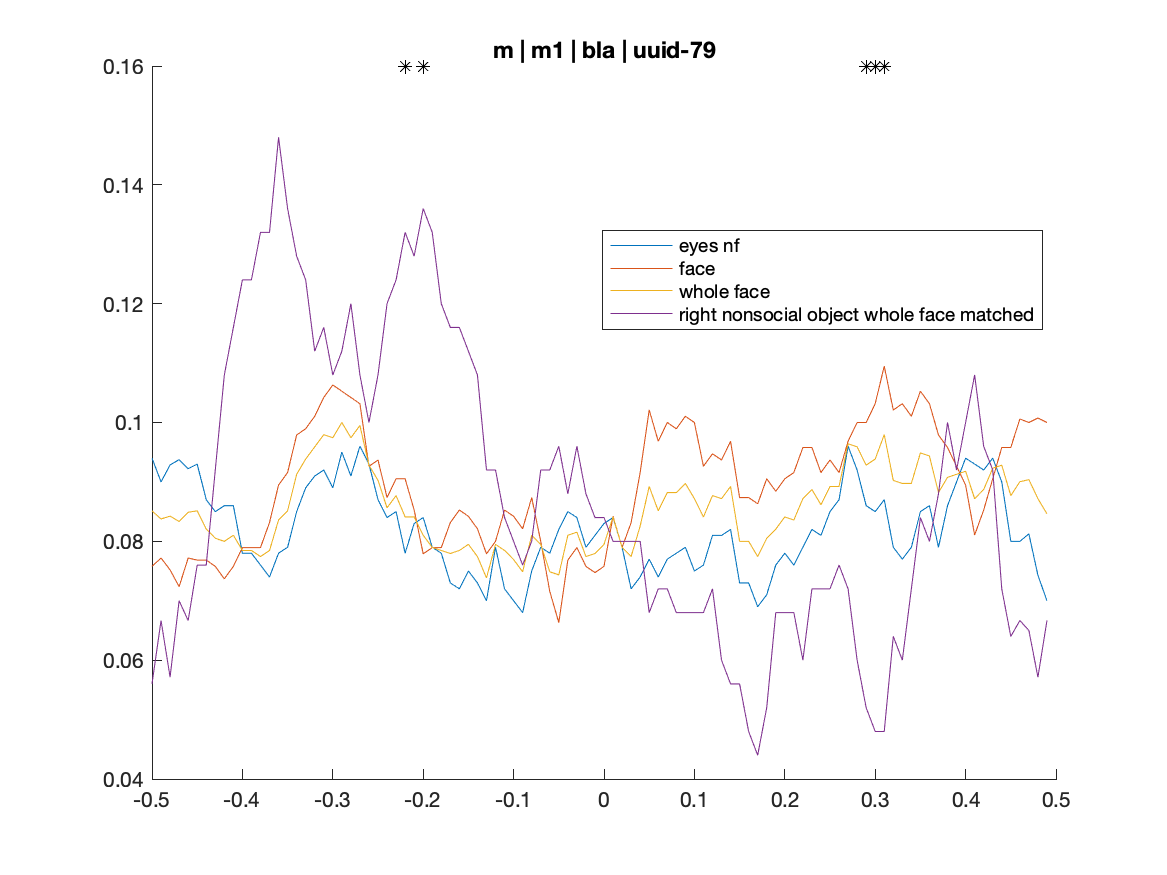 m | m1 | bla | uuid-79
0.16
0.14
0.12
0.1
0.08
0.06
0.04
eyes nf
face
whole face
right nonsocial object whole face matched
-0.5 -0.4 -0.3 -0.2 -0.1 0 0.1 0.2 0.3 0.4 0.5